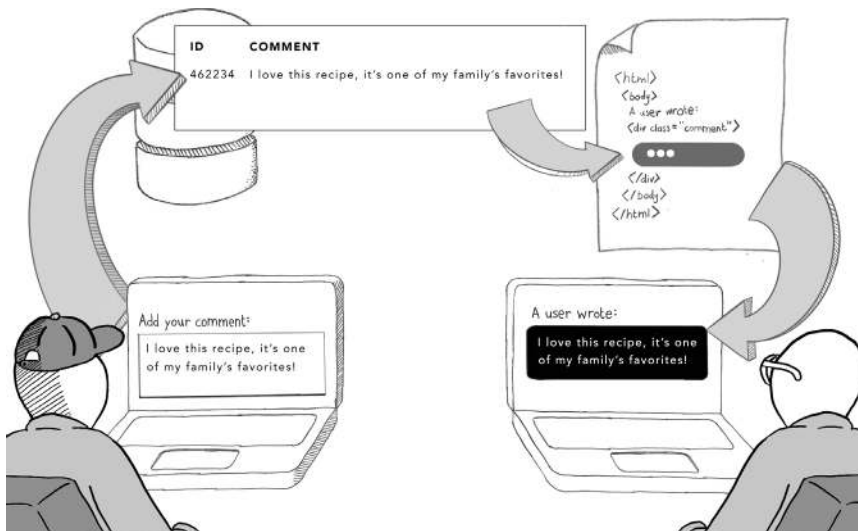 ID COMMENT
462234 I love this recipe, it's one of my family's favorites!
<html>
<body>
A user wrote:
<div class="comment">
</div>
</body>
</html>
Add your comment:
I love this recipe, it's one
of my family's favorites!
A user wrote:
I love this recipe, it's one
of my family's favorites!